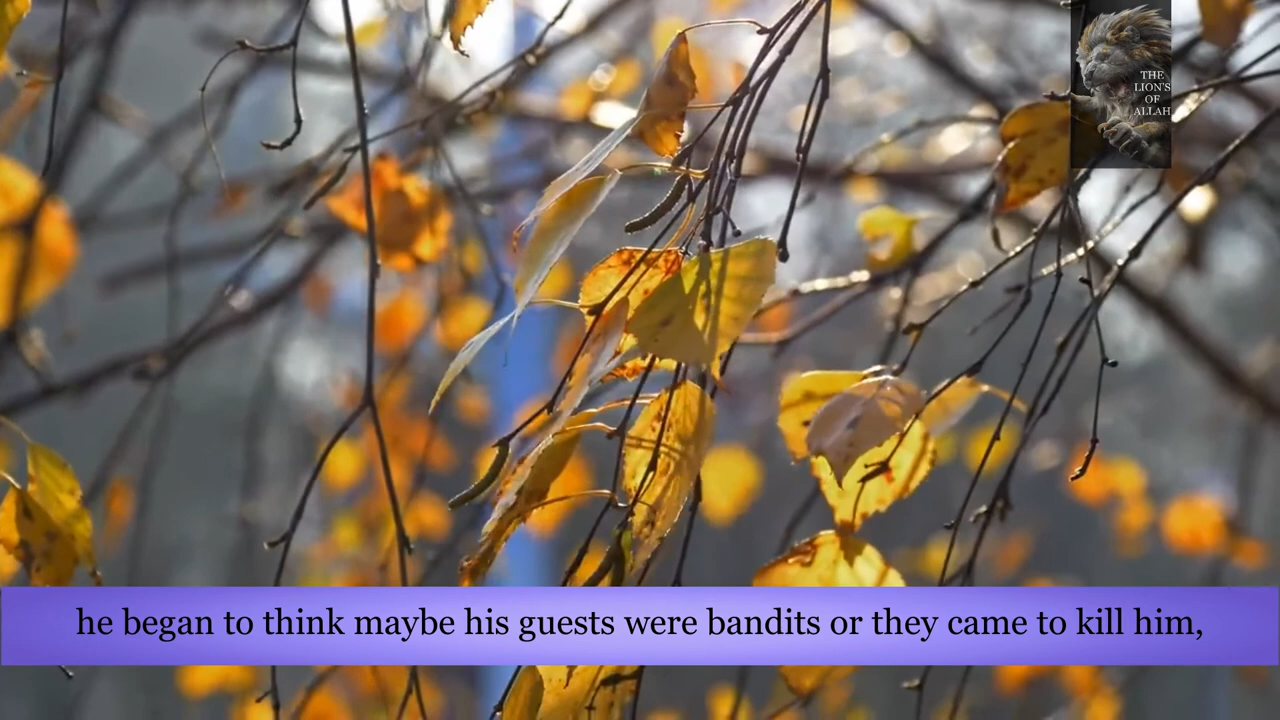 THE
LION'S
OF
ALLAH
he began to think maybe his guests were bandits or they came to kill him,